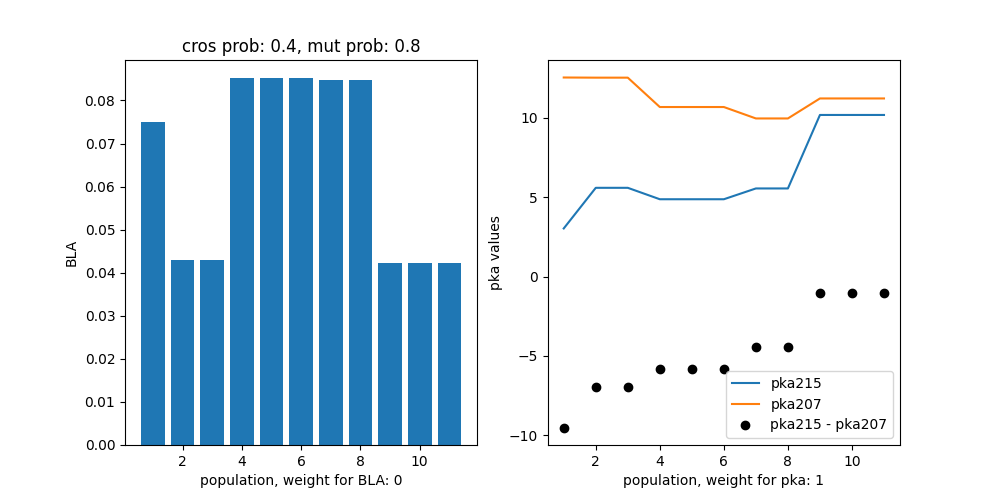 cros prob: 0.4, mut prob: 0.8
BLA
0.08
0.07
0.06
0.05
0.04
0.03
0.02
0.01
0.00
2 4 6 8 10
population, weight for BLA: 0
pka values
10
5
0
−5
−10
pka215
pka207
pka215 - pka207
2 4 6 8 10
population, weight for pka: 1